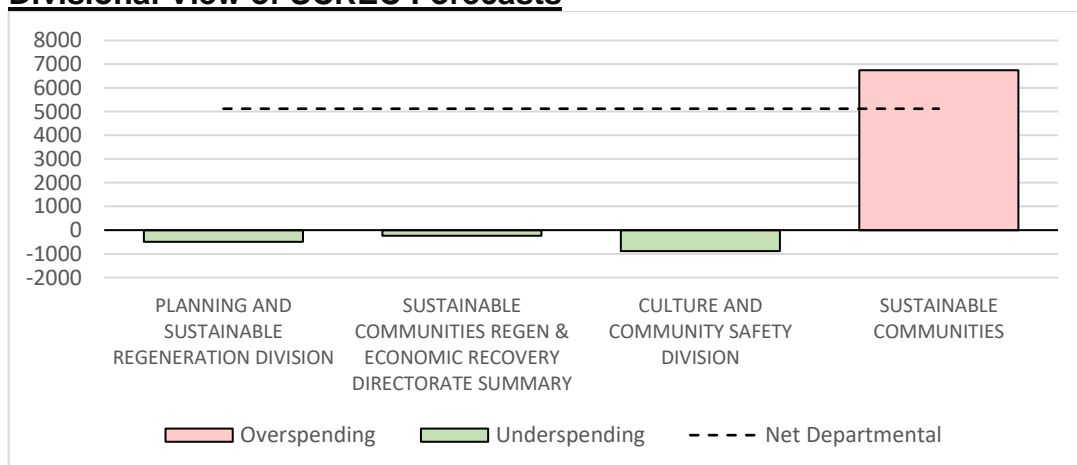 Divisional View of SCRER Forecasts
8000
7000
6000
5000
4000
3000
2000
1000
0
-1000
-2000
PLANNING AND
SUSTAINABLE
REGENERATION DIVISION
SUSTAINABLE
COMMUNITIES REGEN &
ECONOMIC RECOVERY
DIRECTORATE SUMMARY
CULTURE AND
COMMUNITY SAFETY
DIVISION
SUSTAINABLE
COMMUNITIES
Overspending
Underspending
Net Departmental